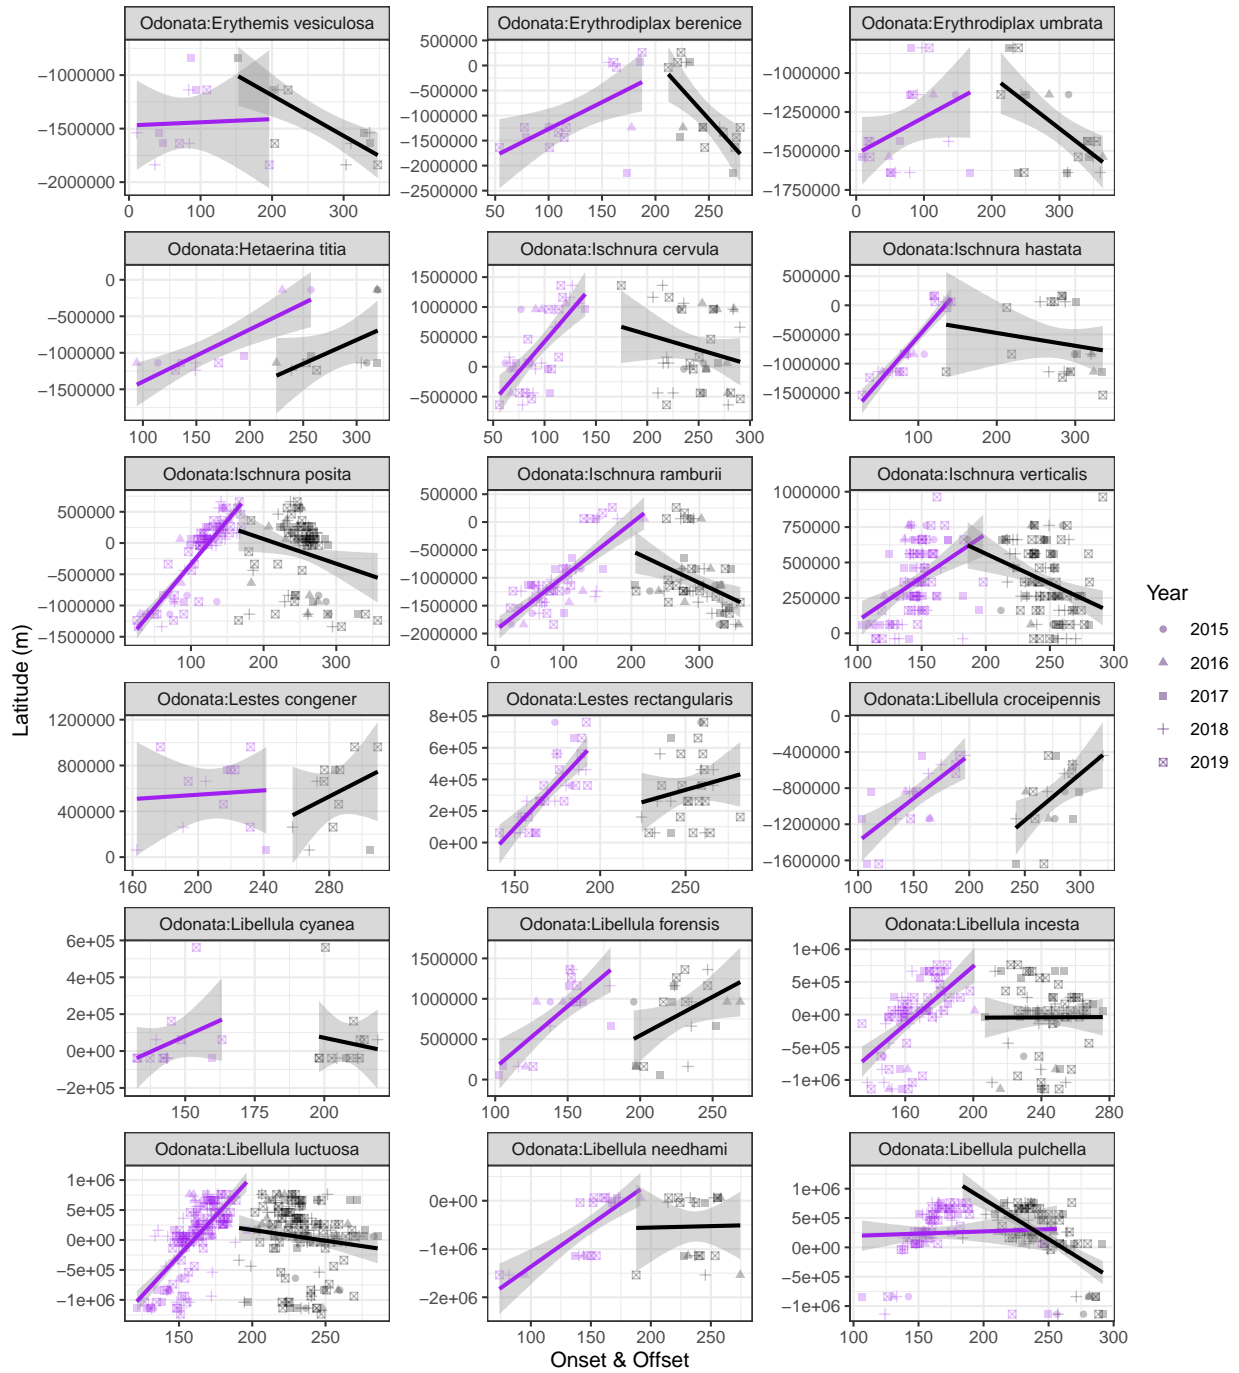 Odonata:Erythemis vesiculosa
Odonata:Erythrodiplax berenice
Odonata:Erythrodiplax umbrata
−1000000
−1500000
−2000000
0 100 200 300
500000
0
−500000
−1000000
−1500000
−2000000
−2500000
50 100 150 200 250
−1000000
−1250000
−1500000
−1750000
0 100 200 300
Odonata:Hetaerina titia
Odonata:Ischnura cervula
Odonata:Ischnura hastata
0
−500000
−1000000
−1500000
100 150 200 250 300
1500000
1000000
500000
0
−500000
50 100 150 200 250 300
500000
0
−500000
−1000000
−1500000
100 200 300
Odonata:Ischnura posita
Odonata:Ischnura ramburii
Odonata:Ischnura verticalis
500000
0
−500000
−1000000
−1500000
100 200 300
500000
0
−500000
−1000000
−1500000
−2000000
0 100 200 300
1000000
750000
500000
250000
0
100 150 200 250 300
Odonata:Lestes congener
Odonata:Lestes rectangularis
Odonata:Libellula croceipennis
1200000
800000
400000
0
160 200 240 280
8e+05
6e+05
4e+05
2e+05
0e+00
150 200 250
0
−400000
−800000
−1200000
−1600000
100 150 200 250 300
Odonata:Libellula cyanea
Odonata:Libellula forensis
Odonata:Libellula incesta
6e+05
4e+05
2e+05
0e+00
−2e+05
150 175 200
1500000
1000000
500000
0
100 150 200 250
1e+06
5e+05
0e+00
−5e+05
−1e+06
160 200 240 280
Odonata:Libellula luctuosa
Odonata:Libellula needhami
Odonata:Libellula pulchella
1e+06
5e+05
0e+00
−5e+05
−1e+06
150 200 250
0e+00
−1e+06
−2e+06
100 150 200 250
1e+06
5e+05
0e+00
−5e+05
−1e+06
100 150 200 250 300
Latitude (m)
Onset & Offset
Year
2015
2016
2017
2018
2019